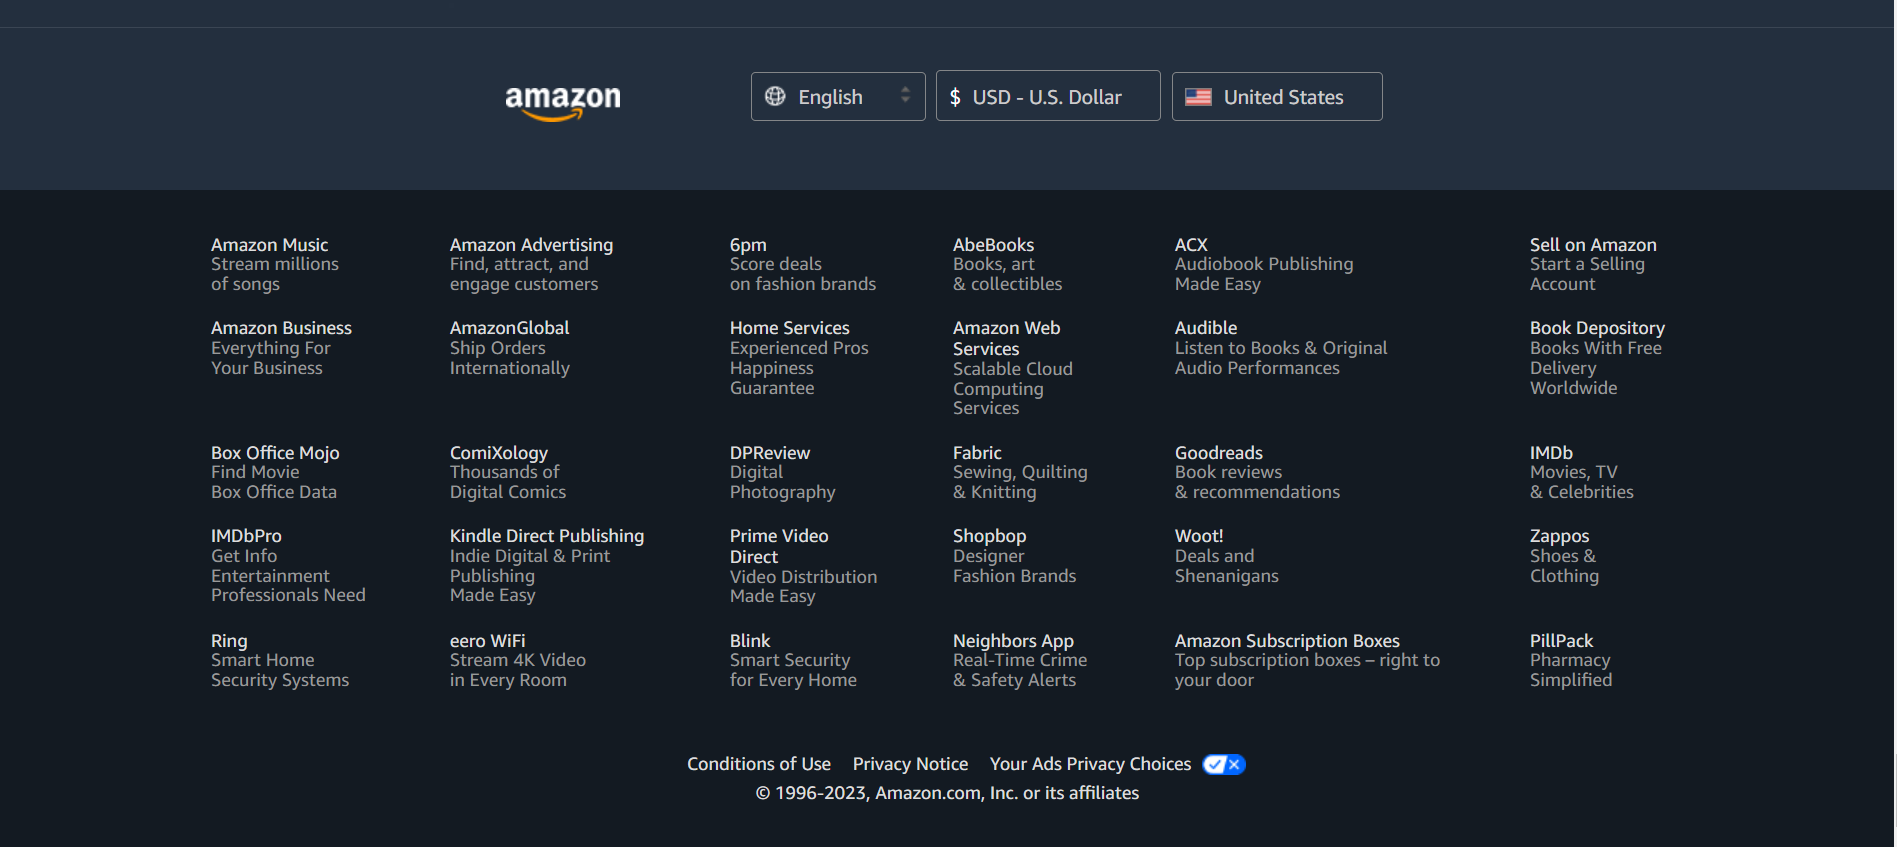 amazon
English
$ USD - U.S. Dollar
United States
Amazon Music
Stream millions
of songs
Amazon Advertising
Find, attract, and
engage customers
6pm
Score deals
on fashion brands
AbeBooks
Books, art
& collectibles
ACX
Audiobook Publishing
Made Easy
Sell on Amazon
Start a Selling
Account
Amazon Business
Everything For
Your Business
AmazonGlobal
Ship Orders
Internationally
Home Services
Experienced Pros
Happiness
Guarantee
Amazon Web
Services
Scalable Cloud
Computing
Services
Audible
Listen to Books & Original
Audio Performances
Book Depository
Books With Free
Delivery
Worldwide
Box Office Mojo
Find Movie
Box Office Data
ComiXology
Thousands of
Digital Comics
DPReview
Digital
Photography
Fabric
Sewing, Quilting
& Knitting
Goodreads
Book reviews
& recommendations
IMDb
Movies, TV
& Celebrities
IMDbPro
Get Info
Entertainment
Professionals Need
Kindle Direct Publishing
Indie Digital & Print
Publishing
Made Easy
Prime Video
Direct
Video Distribution
Made Easy
Shopbop
Designer
Fashion Brands
Woot!
Deals and
Shenanigans
Zappos
Shoes &
Clothing
Ring
Smart Home
Security Systems
eero WiFi
Stream 4K Video
in Every Room
Blink
Smart Security
for Every Home
Neighbors App
Real-Time Crime
& Safety Alerts
Amazon Subscription Boxes
Top subscription boxes – right to
your door
PillPack
Pharmacy
Simplified
Conditions of Use Privacy Notice Your Ads Privacy Choices
© 1996-2023, Amazon.com, Inc. or its affiliates